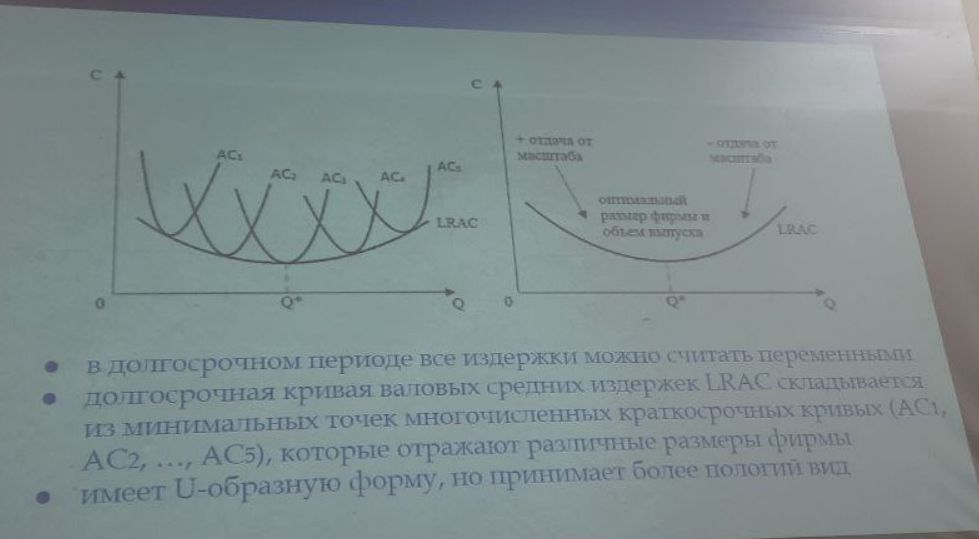 C
AC₁
AC₂
AC₃
AC₄
AC₅
LRAC
0
Q*
Q
C
+ отдача от
масштаба
- отдача от
масштаба
оптимальный
размер фирмы и
объем выпуска
LRAC
0
Q*
Q
• в долгосрочном периоде все издержки можно считать переменными
• долгосрочная кривая валовых средних издержек LRAC складывается
из минимальных точек многочисленных краткосрочных кривых (AC1,
AC2, …, AC5), которые отражают различные размеры фирмы
• имеет U-образную форму, но принимает более пологий вид